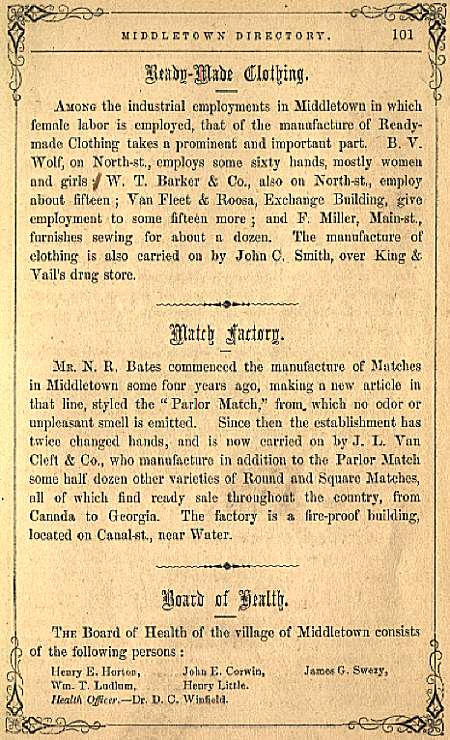 MIDDLETOWN DIRECTORY. 101
Ready-Made Clothing.
AMONG the industrial employments in Middletown in which
female labor is employed, that of the manufacture of Ready-
made Clothing takes a prominent and important part. B. V.
Wolf, on North-st., employs some sixty hands, mostly women
and girls; W. T. Barker & Co., also on North-st., employ
about fifteen; Van Fleet & Roosa, Exchange Building, give
employment to some fifteen more; and F. Miller, Main-st.,
furnishes sewing for about a dozen. The manufacture of
clothing is also carried on by John C. Smith, over King &
Vail's drug store.
Match Factory.
MR. N. R. Bates commenced the manufacture of Matches
in Middletown some four years ago, making a new article in
that line, styled the "Parlor Match," from which no odor or
unpleasant smell is emitted. Since then the establishment has
twice changed hands, and is now carried on by J. L. Van
Cleft & Co., who manufacture in addition to the Parlor Match
some half dozen other varieties of Round and Square Matches,
all of which find ready sale throughout the country, from
Canada to Georgia. The factory is a fire-proof building,
located on Canal-st., near Water.
Board of Health.
THE Board of Health of the village of Middletown consists
of the following persons:
Henry E. Horton, John E. Corwin, James G. Swezy,
Wm. T. Ludlum, Henry Little.
Health Officer.—Dr. D. C. Winfield.